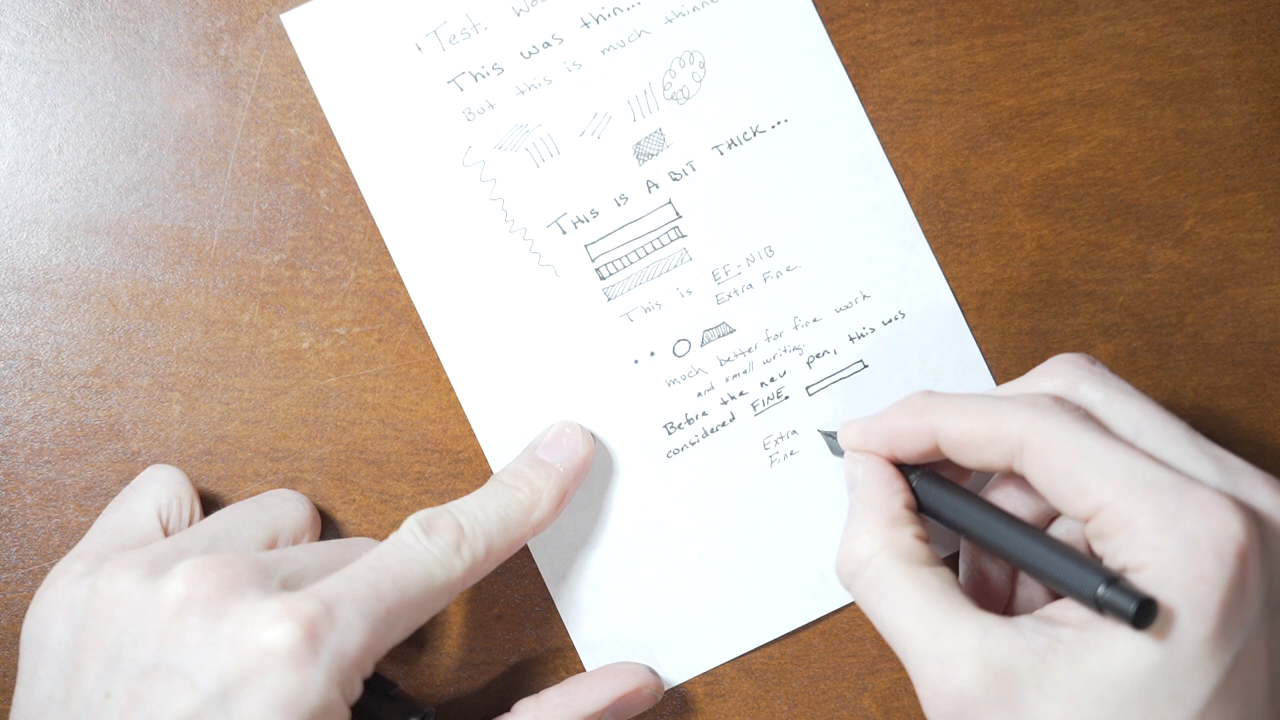 Test.
This was thin...
But this is much thinne
THIS IS A BIT THICK...
This is EF-NIB
Extra Fine.
much better for fine work
and small writing.
Before the new pen, this was
considered FINE
Extra
Fine